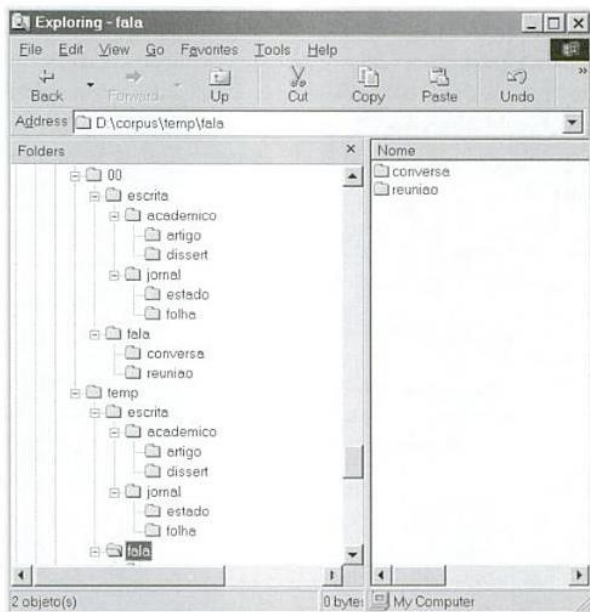 Exploring - fala
File Edit View Go Favorites Tools Help
Back Forward Up Cut Copy Paste Undo »
Address D:\corpus\temp\fala
Folders
00
escrita
academico
artigo
dissert
jornal
estado
folha
fala
conversa
reuniao
temp
escrita
academico
artigo
dissert
jornal
estado
folha
fala
Nome
conversa
reuniao
2 objeto(s) 0 bytes My Computer